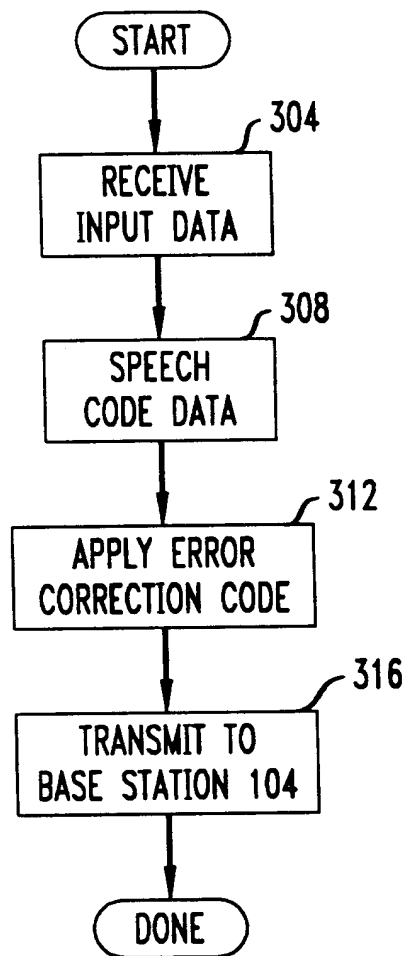 START
304
RECEIVE
INPUT DATA
308
SPEECH
CODE DATA
312
APPLY ERROR
CORRECTION CODE
316
TRANSMIT TO
BASE STATION 104
DONE